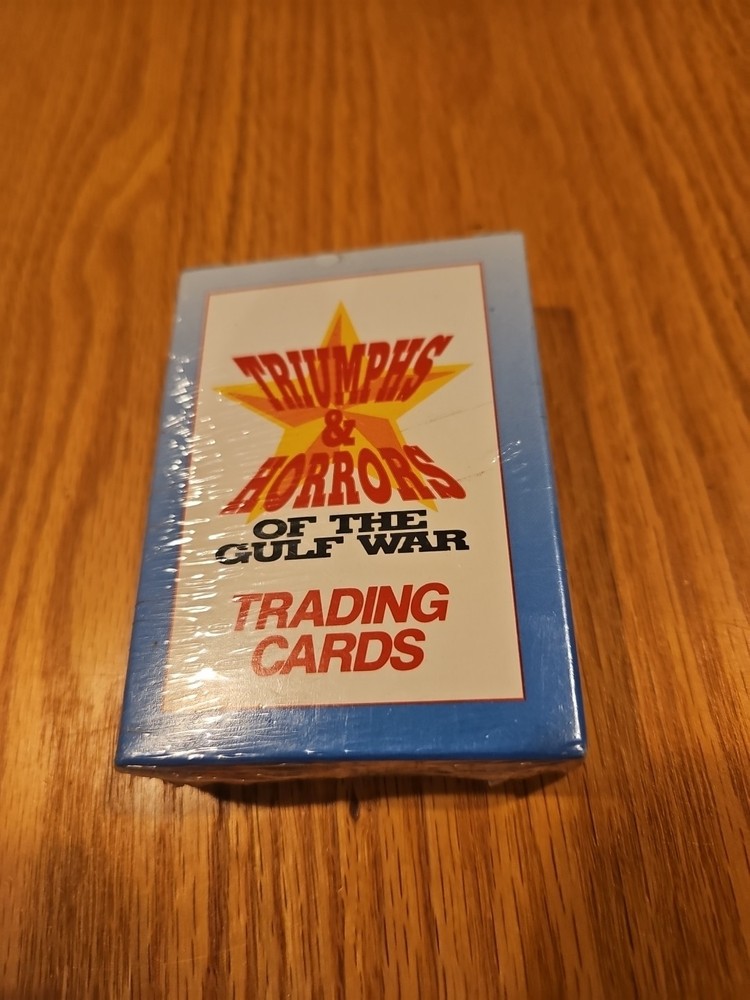 TRIUMPHS
&
HORRORS
OF THE
GULF WAR
TRADING
CARDS